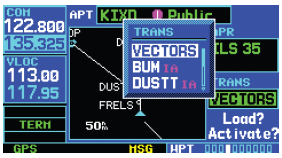 COM
122.800
135.325
VLOC
113.00
117.95
TERM
GPS
APT KIXD Public
TRANS
VECTORS
BUM IA
DUSTT IA
DUS
FRELS
50
APR
ILS 35
TRANS
VECTORS
Load?
Activate?
MSG
WPT